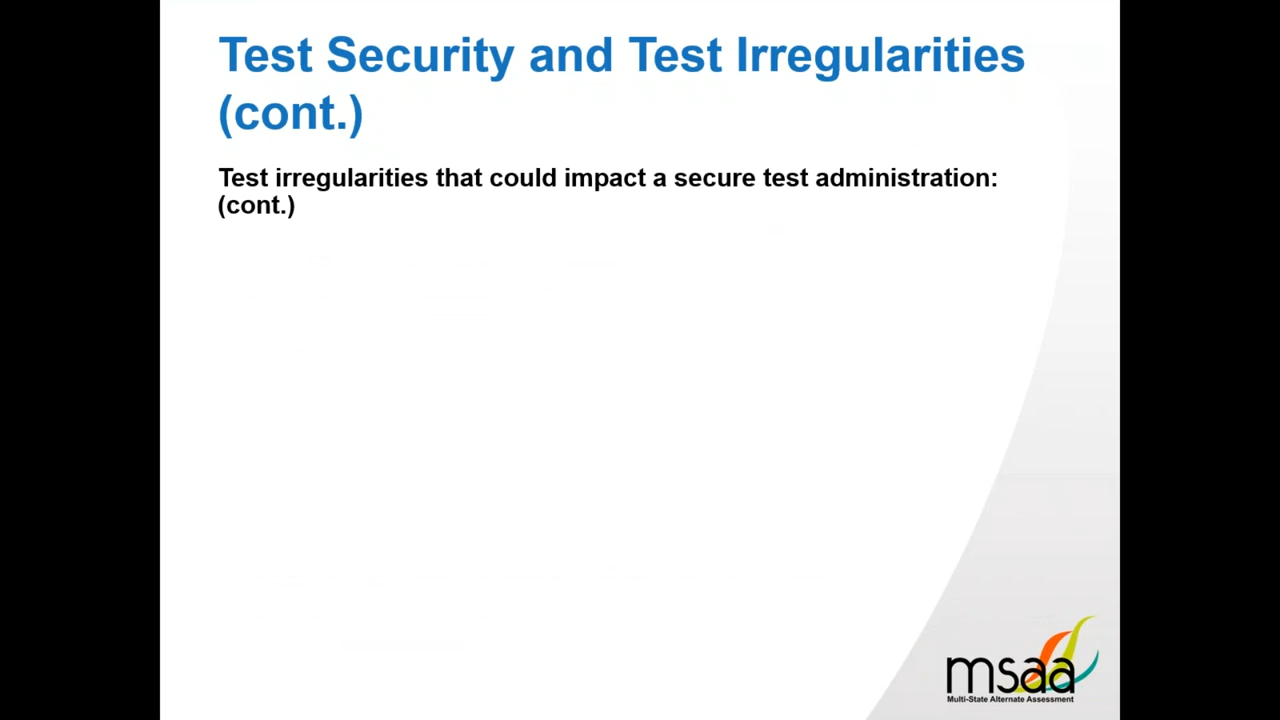 Test Security and Test Irregularities
(cont.)
Test irregularities that could impact a secure test administration:
(cont.)
msaa
Multi-State Alternate Assessment